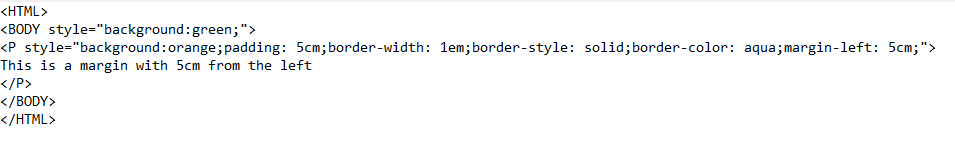 <HTML>
<BODY style="background:green;">
<P style="background:orange;padding: 5cm;border-width: 1em;border-style: solid;border-color: aqua;margin-left: 5cm;">
This is a margin with 5cm from the left
</P>
</BODY>
</HTML>